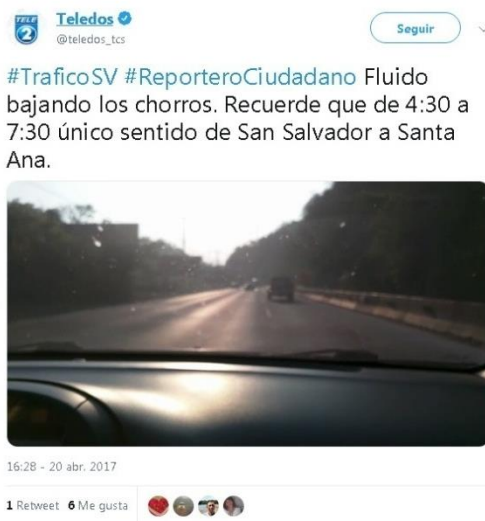 TELE
2
Teledos
@teledos_tcs
Seguir
#TraficoSV #ReporteroCiudadano Fluido
bajando los chorros. Recuerde que de 4:30 a
7:30 único sentido de San Salvador a Santa
Ana.
16:28 - 20 abr. 2017
1 Retweet 6 Me gusta